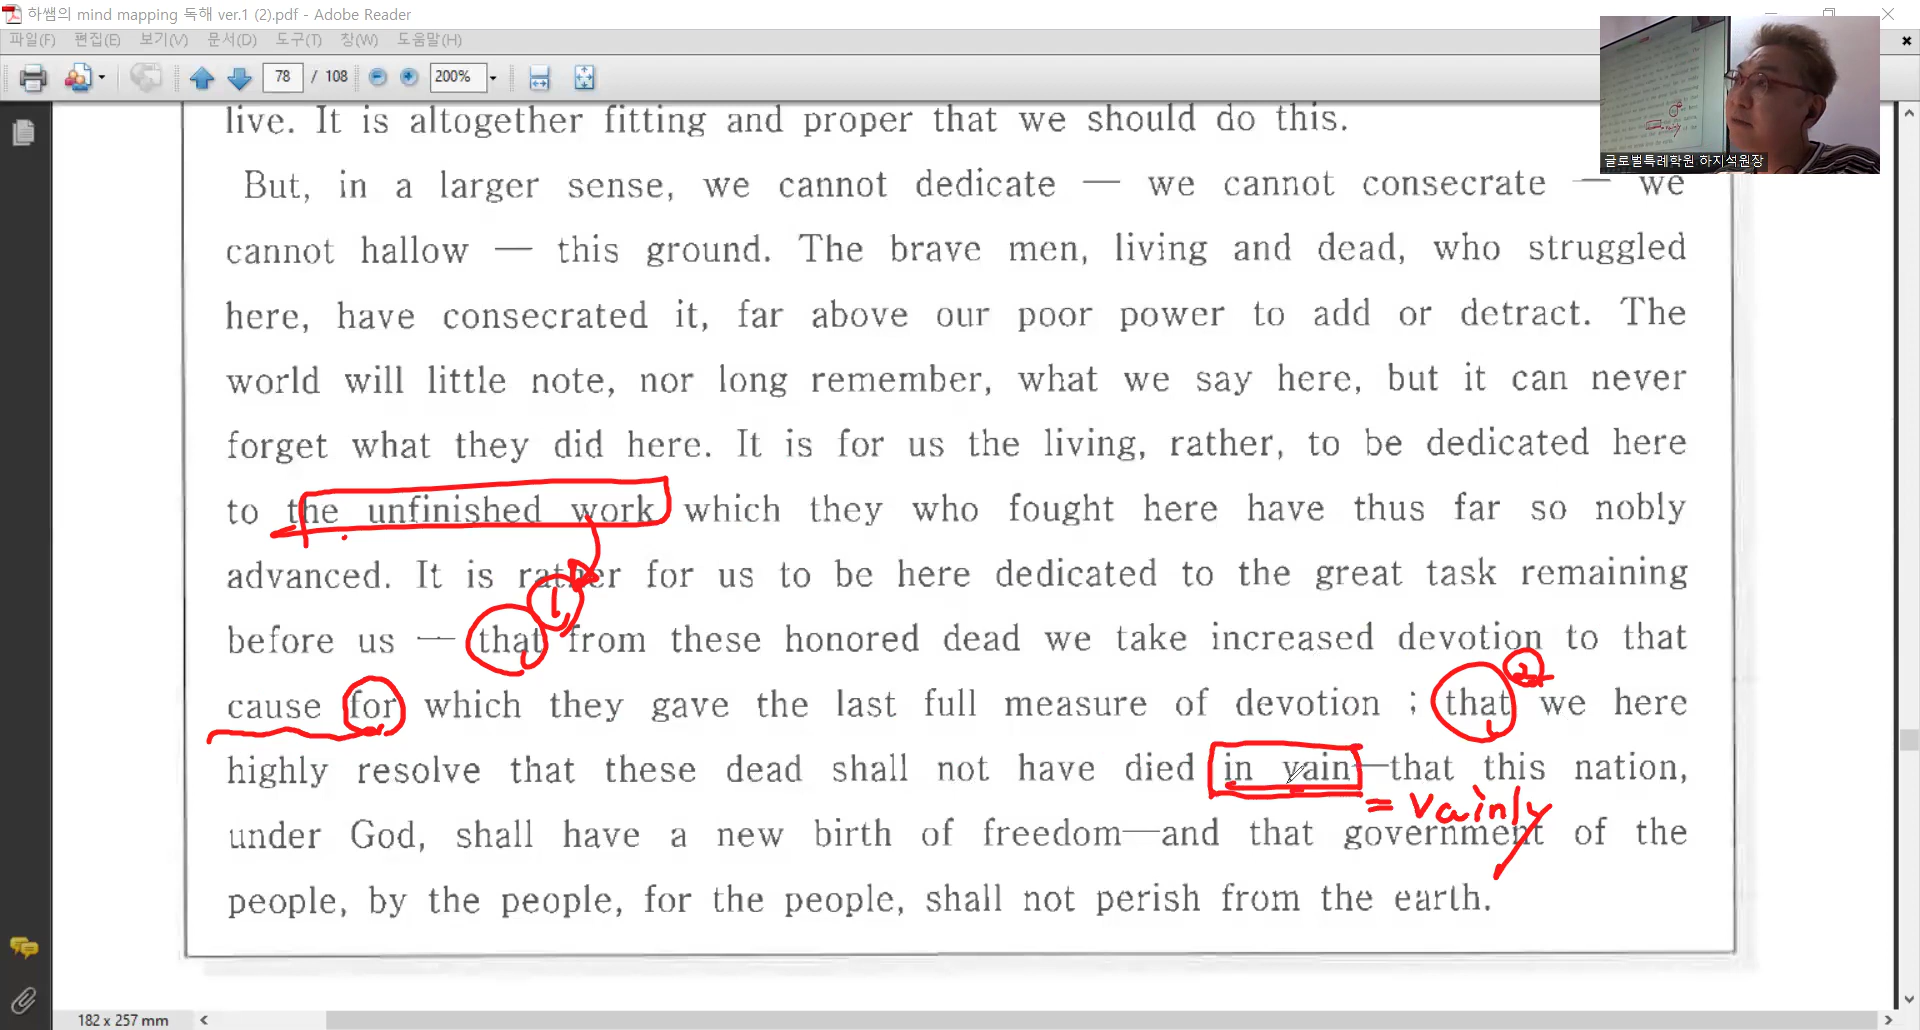 하쌤의 mind mapping 독해 ver.1 (2).pdf - Adobe Reader
파일(F) 편집(E) 보기(V) 문서(D) 도구(T) 창(W) 도움말(H)
78 / 108 200%
글로벌특례학원 하지석원장
live. It is altogether fitting and proper that we should do this.
But, in a larger sense, we cannot dedicate — we cannot consecrate — we
cannot hallow — this ground. The brave men, living and dead, who struggled
here, have consecrated it, far above our poor power to add or detract. The
world will little note, nor long remember, what we say here, but it can never
forget what they did here. It is for us the living, rather, to be dedicated here
to the unfinished work which they who fought here have thus far so nobly
advanced. It is rather for us to be here dedicated to the great task remaining
1
before us — that from these honored dead we take increased devotion to that
2
cause for which they gave the last full measure of devotion ; that we here
highly resolve that these dead shall not have died in vain—that this nation,
= vainly
under God, shall have a new birth of freedom—and that government of the
people, by the people, for the people, shall not perish from the earth.
182 x 257 mm